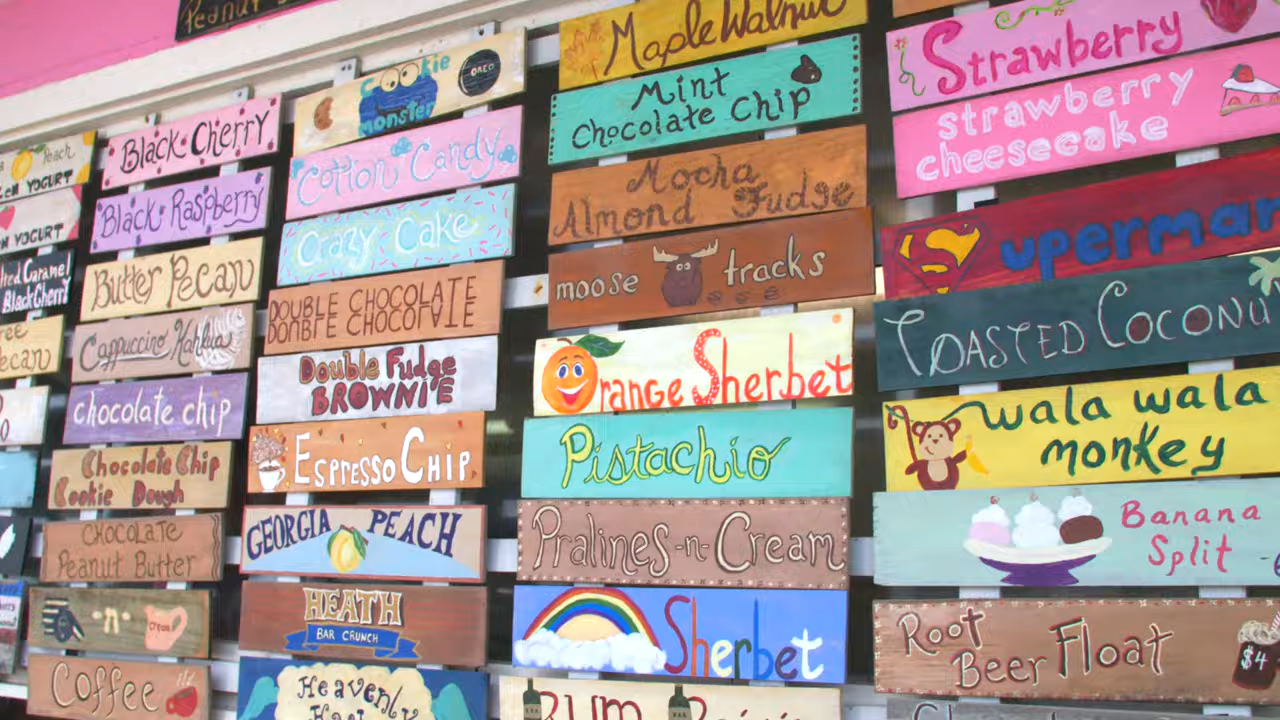 Peanut
Peach
YOGURT
YOGURT
Salted Caramel
Black Cherry
Black Cherry
Black Raspberry
Butter Pecan
Cappuccino Kahlua
chocolate chip
Chocolate Chip
Cookie Dough
CHOCOLATE
Peanut Butter
-n-
Coffee
Cookie
monster
OREO
Cotton Candy
Crazy Cake
DOUBLE CHOCOLATE
DOUBLE CHOCOLATE
Double Fudge
BROWNIE
Espresso Chip
GEORGIA PEACH
HEATH
BAR CRUNCH
Heavenly
Maple Walnut
Mint
Chocolate Chip
Mocha
Almond Fudge
moose tracks
Orange Sherbet
Pistachio
Pralines-n-Cream
Sherbet
Rum Raisin
Strawberry
strawberry
cheesecake
Superman
TOASTED COCONU
wala wala
monkey
Banana
Split
Root
Beer Float
$4